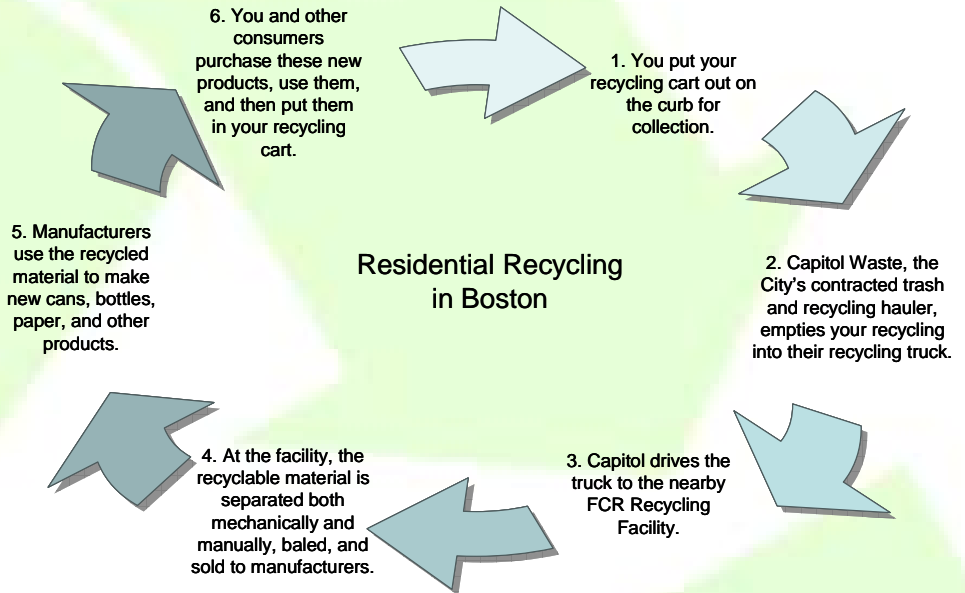 Residential Recycling
in Boston
1. You put your
recycling cart out on
the curb for
collection.
2. Capitol Waste, the
City's contracted trash
and recycling hauler,
empties your recycling
into their recycling truck.
3. Capitol drives the
truck to the nearby
FCR Recycling
Facility.
4. At the facility, the
recyclable material is
separated both
mechanically and
manually, baled, and
sold to manufacturers.
5. Manufacturers
use the recycled
material to make
new cans, bottles,
paper, and other
products.
6. You and other
consumers
purchase these new
products, use them,
and then put them
in your recycling
cart.